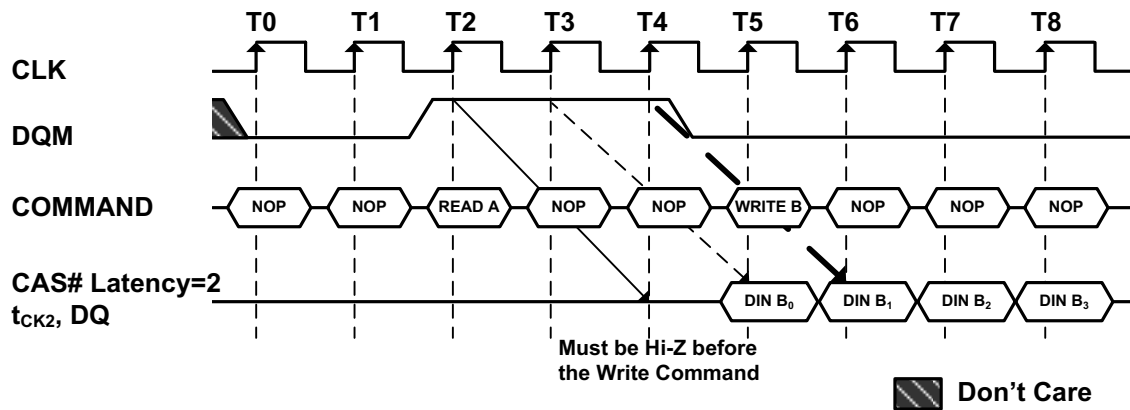 T0 T1 T2 T3 T4 T5 T6 T7 T8
CLK
DQM
COMMAND NOP NOP READ A NOP NOP WRITE B NOP NOP NOP
CAS# Latency=2
tCK2, DQ DIN B0 DIN B1 DIN B2 DIN B3
Must be Hi-Z before
the Write Command
Don't Care